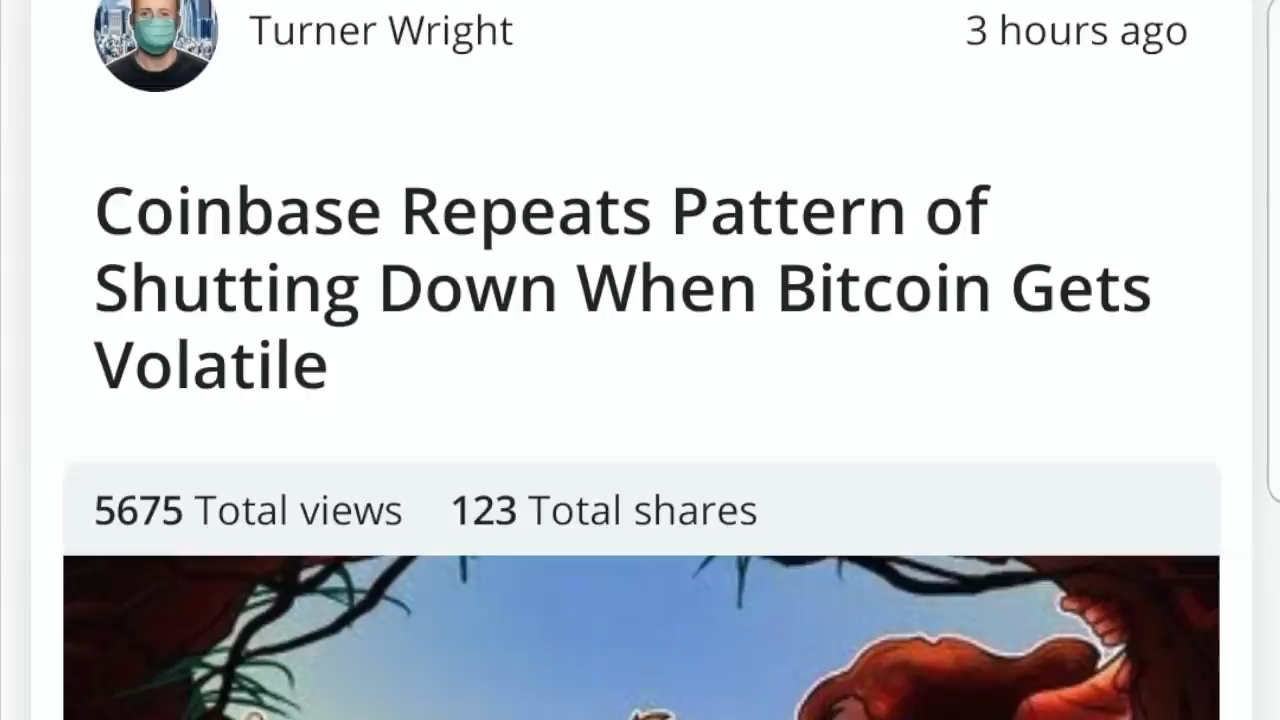 Turner Wright
3 hours ago
Coinbase Repeats Pattern of
Shutting Down When Bitcoin Gets
Volatile
5675 Total views 123 Total shares